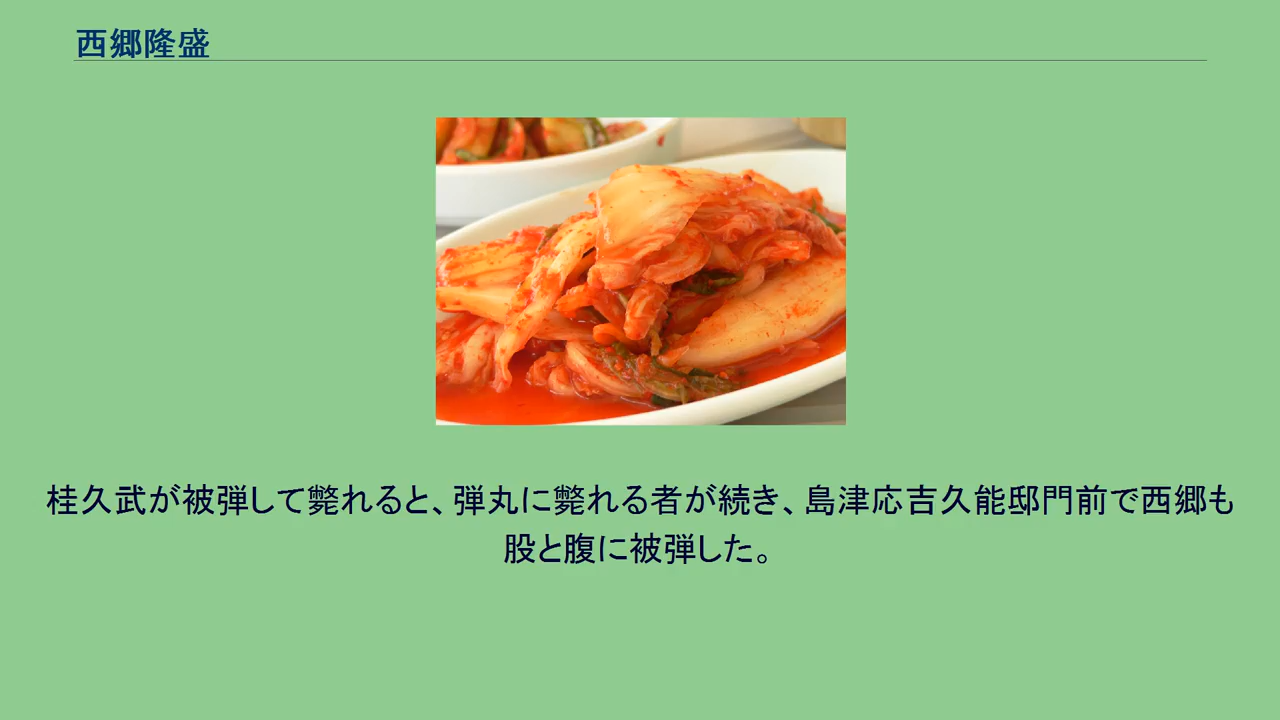 西郷隆盛
桂久武が被弾して斃れると、弾丸に斃れる者が続き、島津応吉久能邸門前で西郷も
股と腹に被弾した。